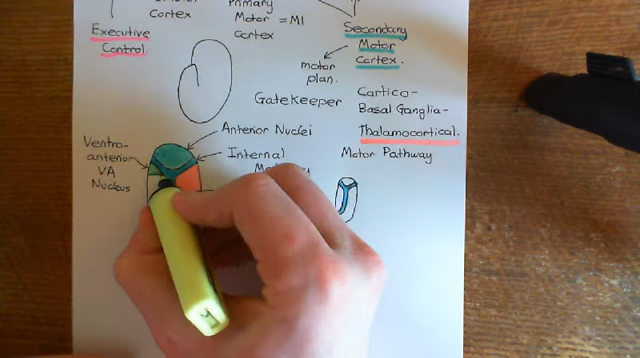 Cortex
Primary
Motor = M1
Cortex
Executive
Control.
Secondary
Motor
Cortex.
motor
plan.
Gatekeeper
Cortico-
Basal Ganglia-
Thalamocortical.
Motor Pathway
Anterior Nuclei
Internal
Ventro-
anterior
VA
Nucleus